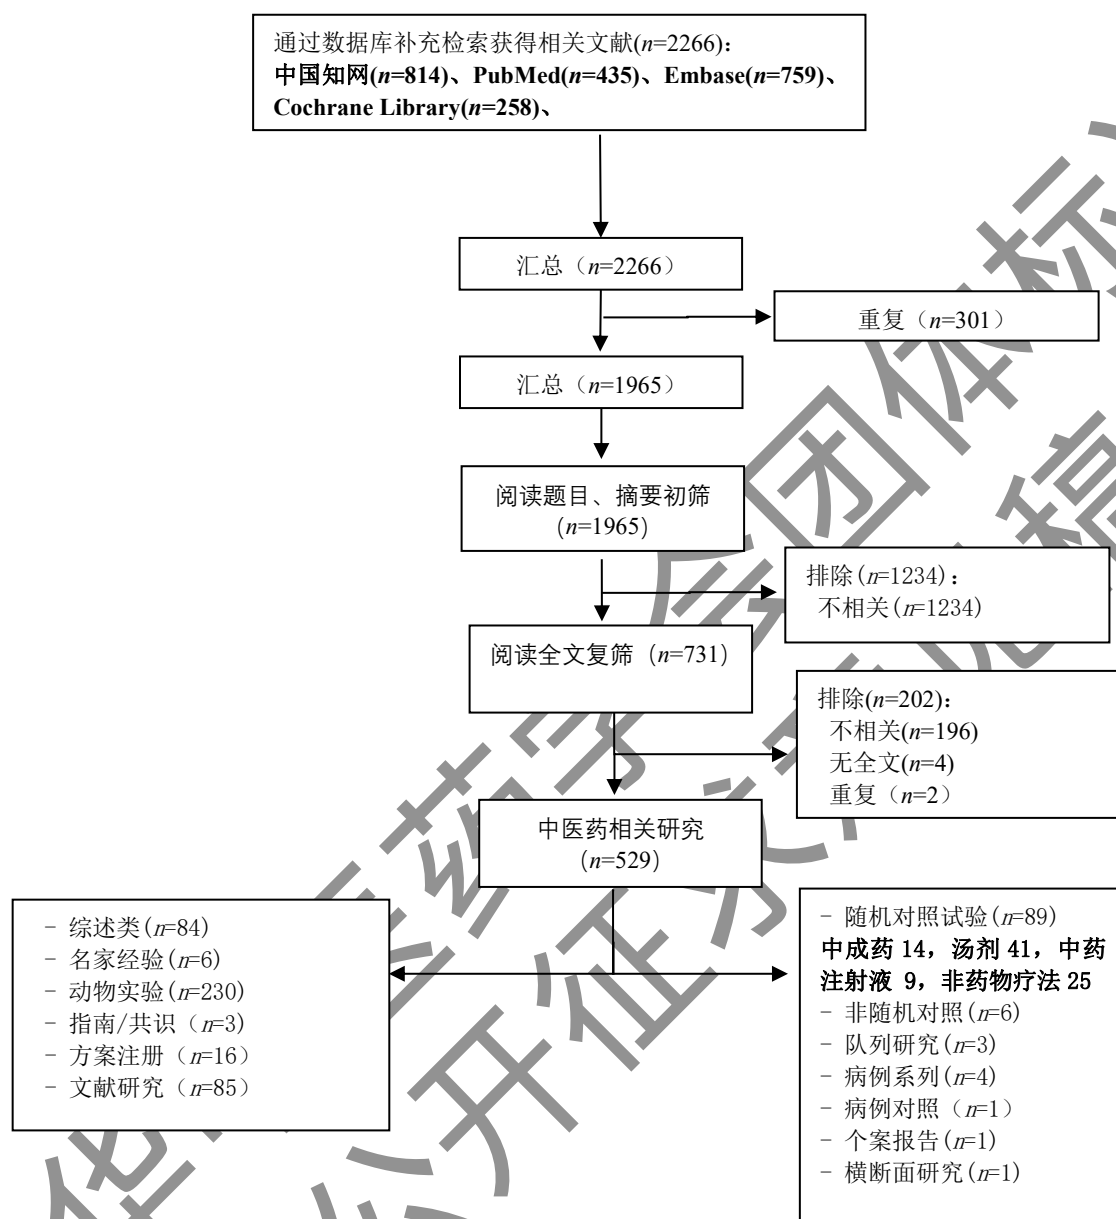 通过数据库补充检索获得相关文献(n=2266)：
中国知网(n=814)、PubMed(n=435)、Embase(n=759)、
Cochrane Library(n=258)、
汇总（n=2266）
重复（n=301）
汇总（n=1965）
阅读题目、摘要初筛
(n=1965)
排除(n=1234)：
不相关(n=1234)
阅读全文复筛 (n=731)
排除(n=202)：
不相关(n=196)
无全文(n=4)
重复（n=2）
中医药相关研究
(n=529)
- 综述类(n=84)
- 名家经验(n=6)
- 动物实验(n=230)
- 指南/共识（n=3）
- 方案注册（n=16）
- 文献研究（n=85）
- 随机对照试验(n=89)
中成药 14，汤剂 41，中药
注射液 9，非药物疗法 25
- 非随机对照(n=6)
- 队列研究(n=3)
- 病例系列(n=4)
- 病例对照（n=1）
- 个案报告(n=1)
- 横断面研究(n=1)